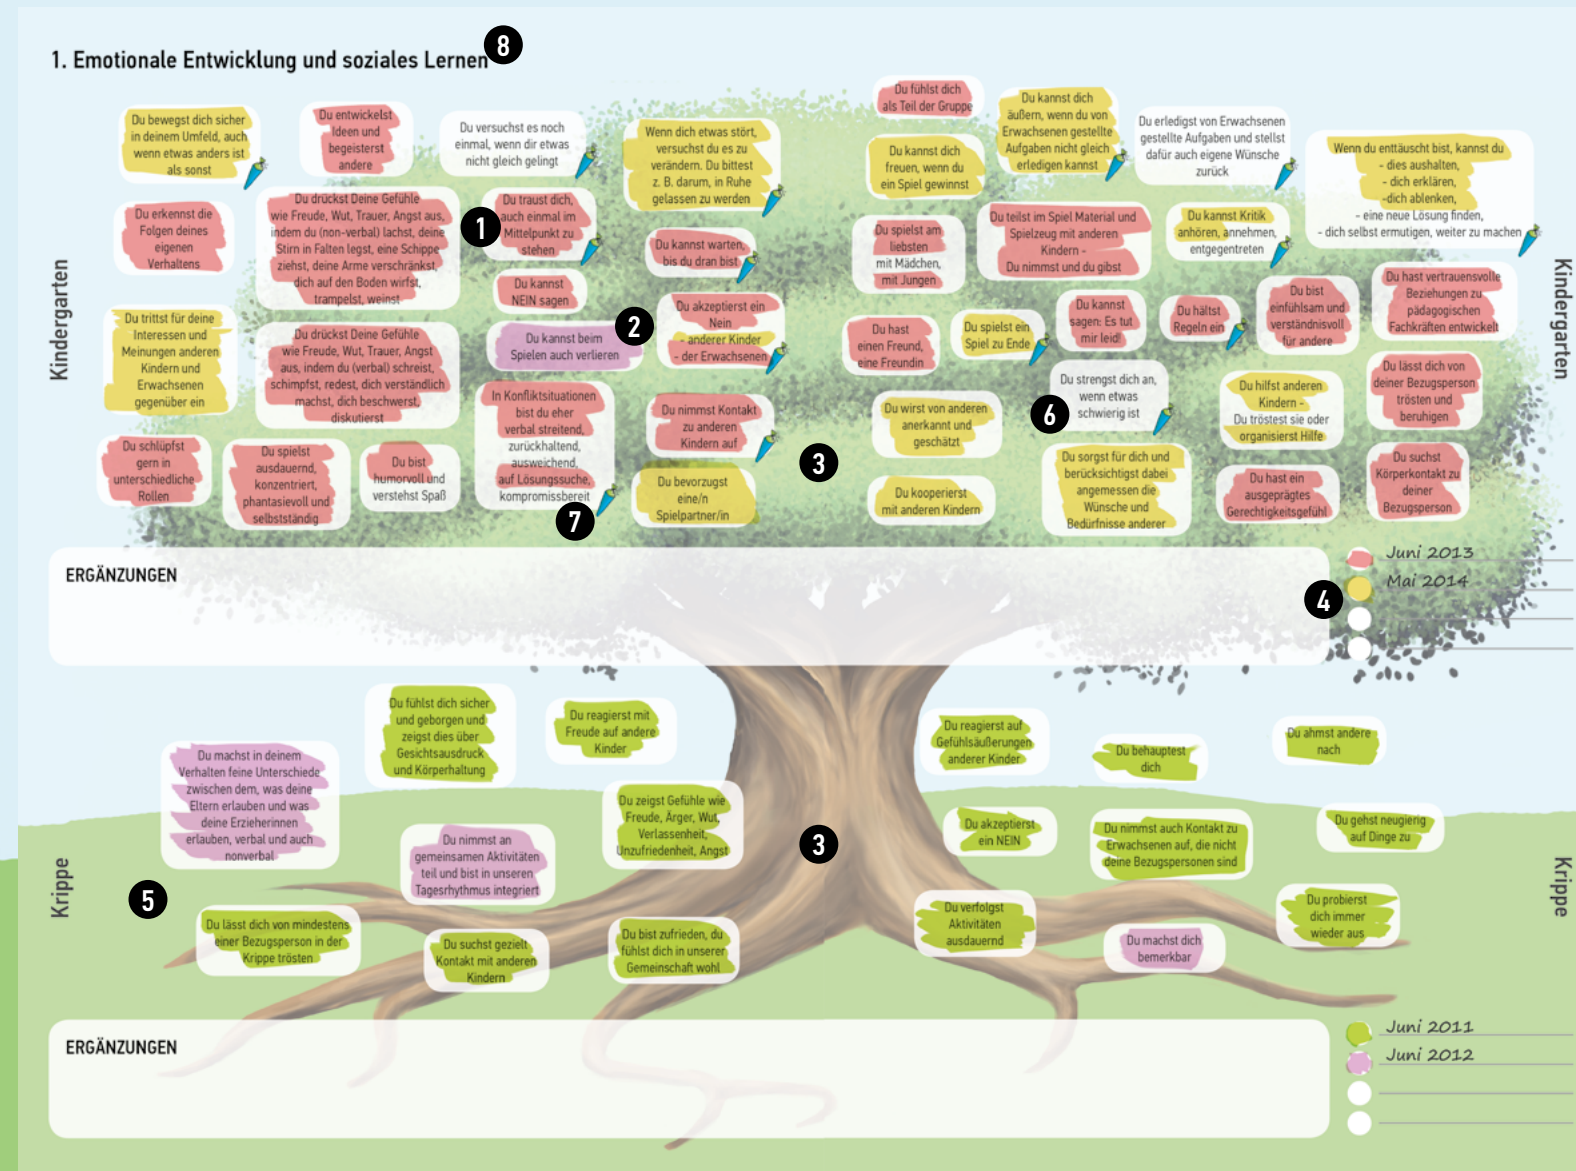 1. Emotionale Entwicklung und soziales Lernen
8
Du bewegst dich sicher
in deinem Umfeld, auch
wenn etwas anders ist
als sonst
Du entwickelst
Ideen und
begeisterst
andere
Du versuchst es noch
einmal, wenn dir etwas
nicht gleich gelingt
Wenn dich etwas stört,
versuchst du es zu
verändern. Du bittest
z. B. darum, in Ruhe
gelassen zu werden
Du fühlst dich
als Teil der Gruppe
Du kannst dich
freuen, wenn du
ein Spiel gewinnst
Du kannst dich
äußern, wenn du von
Erwachsenen gestellte
Aufgaben nicht gleich
erledigen kannst
Du erledigst von Erwachsenen
gestellte Aufgaben und stellst
dafür auch eigene Wünsche
zurück
Wenn du enttäuscht bist, kannst du
- dies aushalten,
- dich erklären,
-dich ablenken,
- eine neue Lösung finden,
- dich selbst ermutigen, weiter zu machen
Du erkennst die
Folgen deines
eigenen
Verhaltens
Du drückst Deine Gefühle
wie Freude, Wut, Trauer, Angst aus,
indem du (non-verbal) lachst, deine
Stirn in Falten legst, eine Schippe
ziehst, deine Arme verschränkst,
dich auf den Boden wirfst,
trampelst, weinst
1
Du traust dich,
auch einmal im
Mittelpunkt zu
stehen
Du kannst warten,
bis du dran bist
Du spielst am
liebsten
mit Mädchen,
mit Jungen
Du teilst im Spiel Material und
Spielzeug mit anderen
Kindern -
Du nimmst und du gibst
Du kannst Kritik
anhören, annehmen,
entgegentreten
Kindergarten
Kindergarten
Du kannst
NEIN sagen
Du trittst für deine
Interessen und
Meinungen anderen
Kindern und
Erwachsenen
gegenüber ein
Du drückst Deine Gefühle
wie Freude, Wut, Trauer, Angst
aus, indem du (verbal) schreist,
schimpfst, redest, dich verständlich
machst, dich beschwerst,
diskutierst
Du kannst beim
Spielen auch verlieren
2
Du akzeptierst ein
Nein
- anderer Kinder
- der Erwachsenen
Du hast
einen Freund,
eine Freundin
Du spielst ein
Spiel zu Ende
Du kannst
sagen: Es tut
mir leid!
Du hältst
Regeln ein
Du bist
einfühlsam und
verständnisvoll
für andere
Du hast vertrauensvolle
Beziehungen zu
pädagogischen
Fachkräften entwickelt
In Konfliktsituationen
bist du eher
verbal streitend,
zurückhaltend,
ausweichend,
auf Lösungssuche,
kompromissbereit
7
Du nimmst Kontakt
zu anderen
Kindern auf
Du wirst von anderen
anerkannt und
geschätzt
6
Du strengst dich an,
wenn etwas
schwierig ist
Du hilfst anderen
Kindern -
Du tröstest sie oder
organisierst Hilfe
Du lässt dich von
deiner Bezugsperson
trösten und
beruhigen
Du schlüpfst
gern in
unterschiedliche
Rollen
Du spielst
ausdauernd,
konzentriert,
phantasievoll und
selbstständig
Du bist
humorvoll und
verstehst Spaß
Du bevorzugst
eine/n
Spielpartner/in
3
Du kooperierst
mit anderen Kindern
Du sorgst für dich und
berücksichtigst dabei
angemessen die
Wünsche und
Bedürfnisse anderer
Du hast ein
ausgeprägtes
Gerechtigkeitsgefühl
Du suchst
Körperkontakt zu
deiner
Bezugsperson
ERGÄNZUNGEN
4
Juni 2013
Mai 2014
Du machst in deinem
Verhalten feine Unterschiede
zwischen dem, was deine
Eltern erlauben und was
deine Erzieherinnen
erlauben, verbal und auch
nonverbal
Du fühlst dich sicher
und geborgen und
zeigst dies über
Gesichtsausdruck
und Körperhaltung
Du reagierst mit
Freude auf andere
Kinder
Du reagierst auf
Gefühlsäußerungen
anderer Kinder
Du behauptest
dich
Du ahmst andere
nach
Du nimmst an
gemeinsamen Aktivitäten
teil und bist in unseren
Tagesrhythmus integriert
Du zeigst Gefühle wie
Freude, Ärger, Wut,
Verlassenheit,
Unzufriedenheit, Angst
3
Du akzeptierst
ein NEIN
Du nimmst auch Kontakt zu
Erwachsenen auf, die nicht
deine Bezugspersonen sind
Du gehst neugierig
auf Dinge zu
Krippe
5
Krippe
Du lässt dich von mindestens
einer Bezugsperson in der
Krippe trösten
Du suchst gezielt
Kontakt mit anderen
Kindern
Du bist zufrieden, du
fühlst dich in unserer
Gemeinschaft wohl
Du verfolgst
Aktivitäten
ausdauernd
Du machst dich
bemerkbar
Du probierst
dich immer
wieder aus
ERGÄNZUNGEN
Juni 2011
Juni 2012